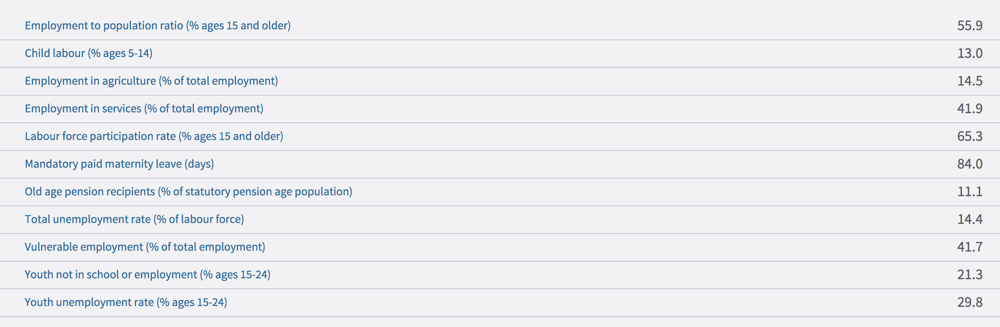 Employment to population ratio (% ages 15 and older) 55.9
Child labour (% ages 5-14) 13.0
Employment in agriculture (% of total employment) 14.5
Employment in services (% of total employment) 41.9
Labour force participation rate (% ages 15 and older) 65.3
Mandatory paid maternity leave (days) 84.0
Old age pension recipients (% of statutory pension age population) 11.1
Total unemployment rate (% of labour force) 14.4
Vulnerable employment (% of total employment) 41.7
Youth not in school or employment (% ages 15-24) 21.3
Youth unemployment rate (% ages 15-24) 29.8